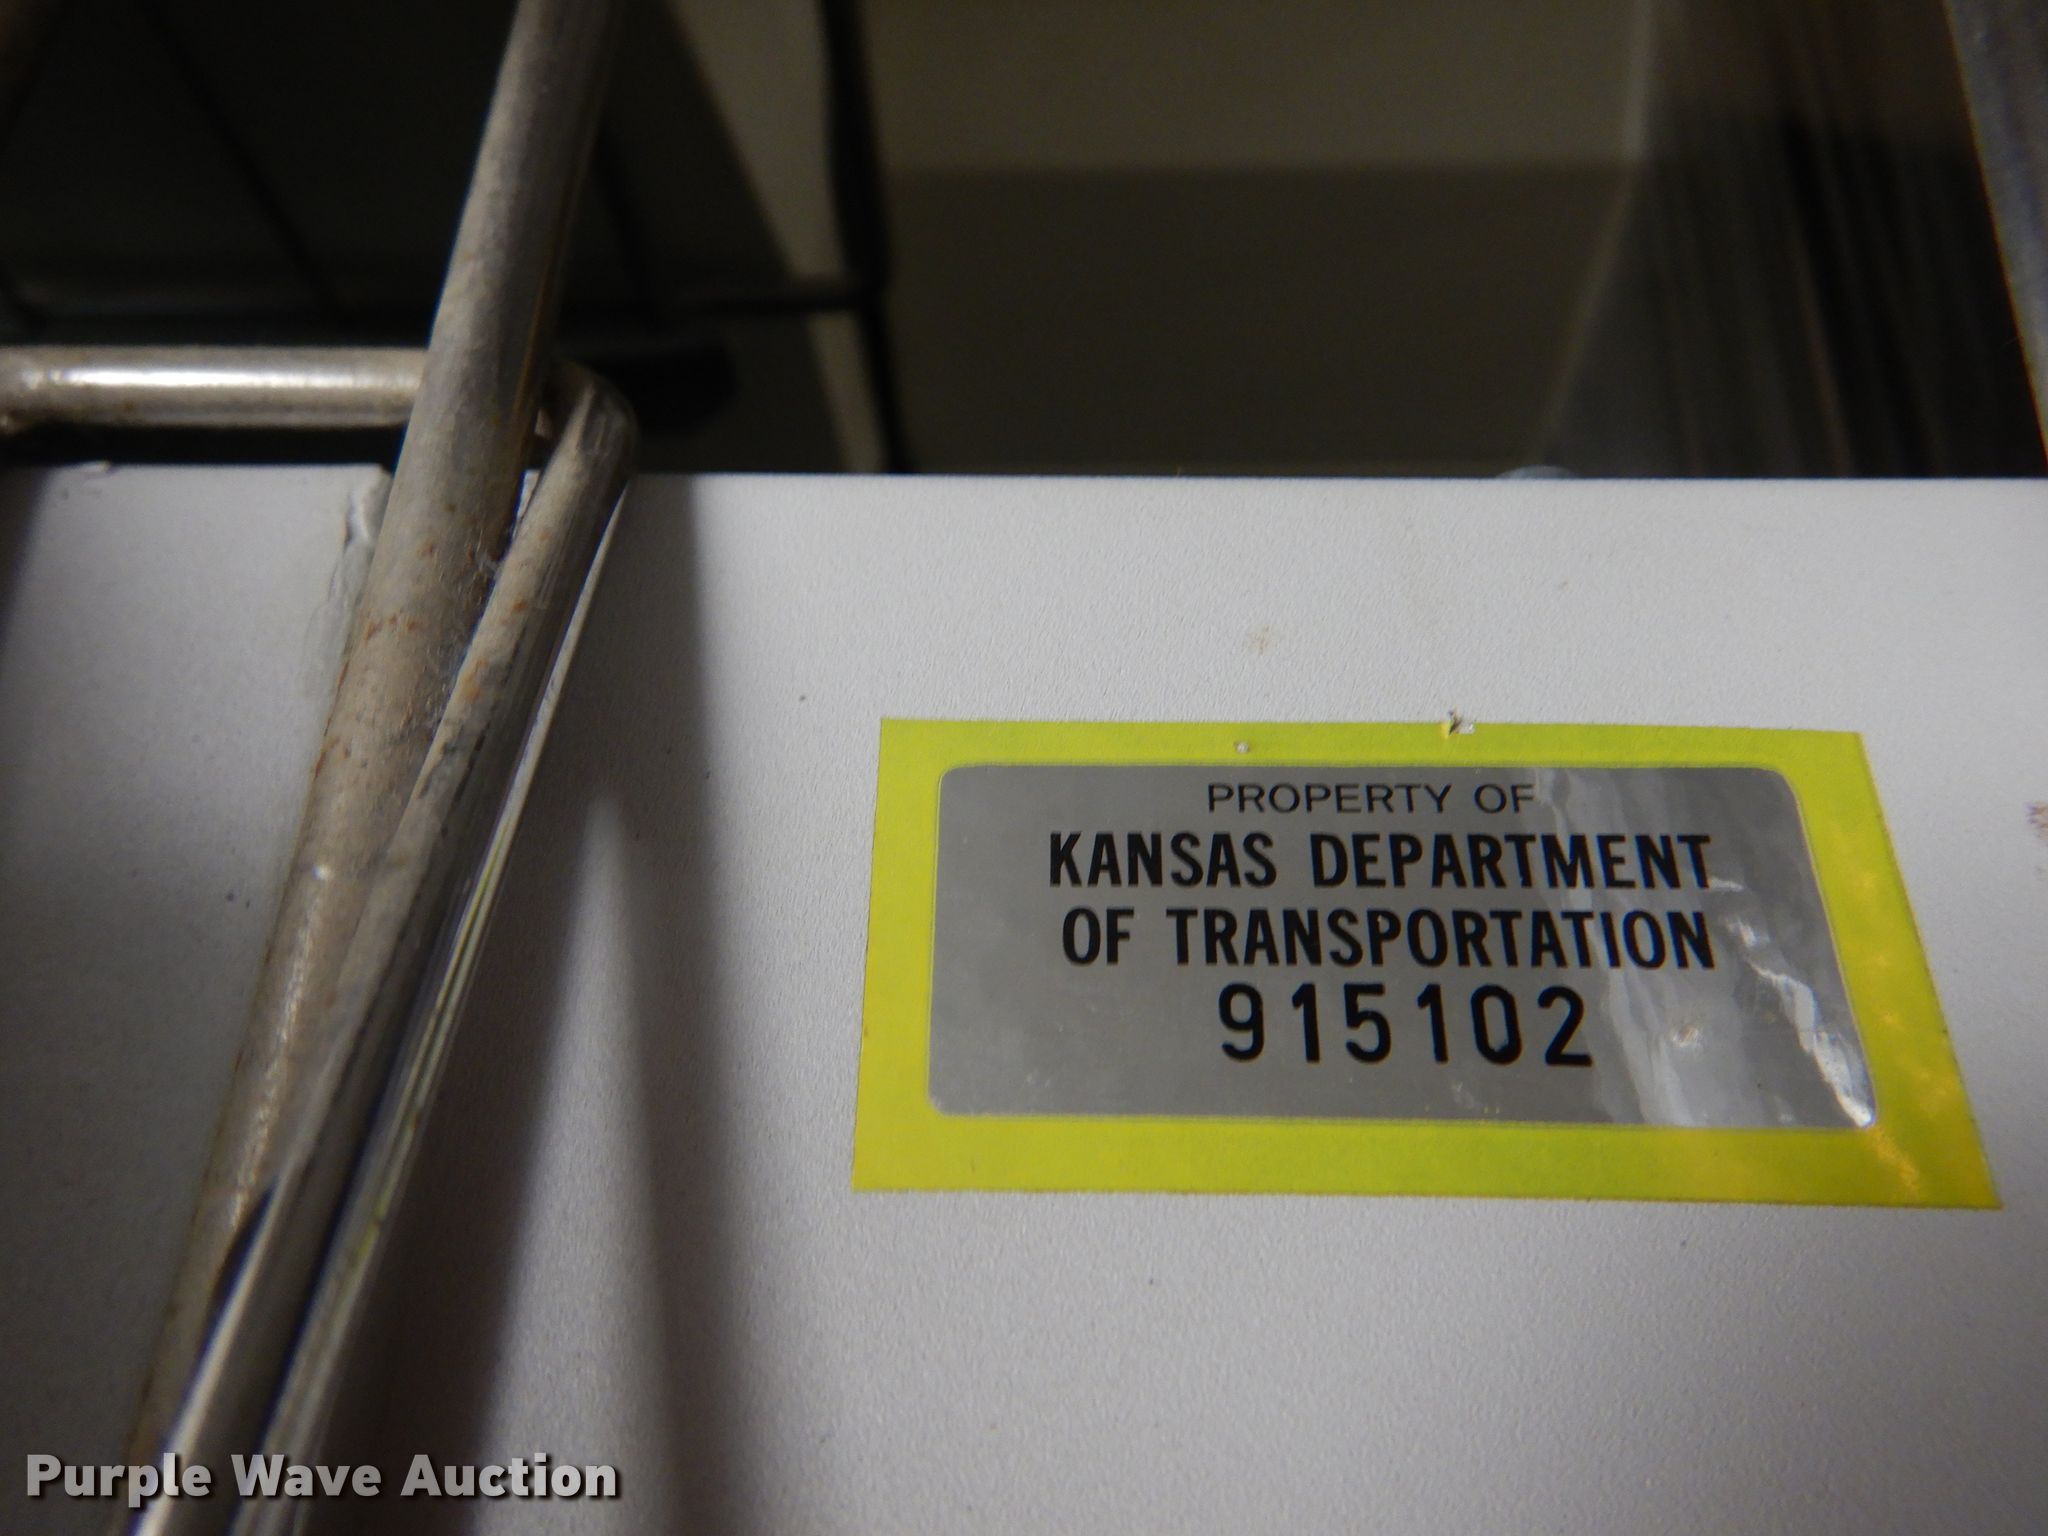 PROPERTY OF
KANSAS DEPARTMENT
OF TRANSPORTATION
915102
Purple Wave Auction